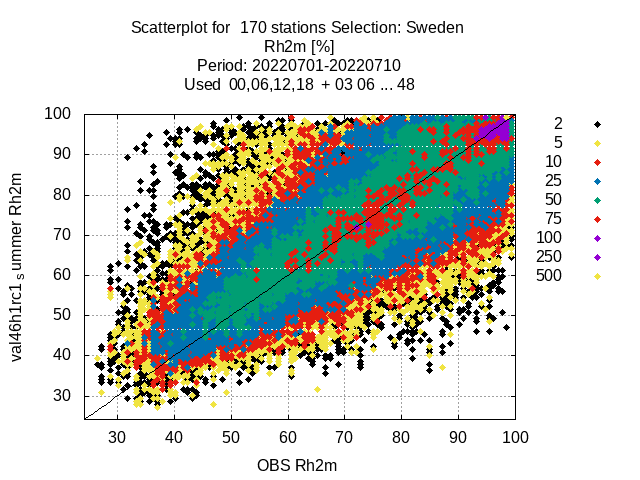 Scatterplot for 170 stations Selection: Sweden
Rh2m [%]
Period: 20220701-20220710
Used 00,06,12,18 + 03 06 ... 48
100
90
80
70
60
50
40
30
val46h1rc1 summer Rh2m
30 40 50 60 70 80 90 100
OBS Rh2m
2
5
10
25
50
75
100
250
500